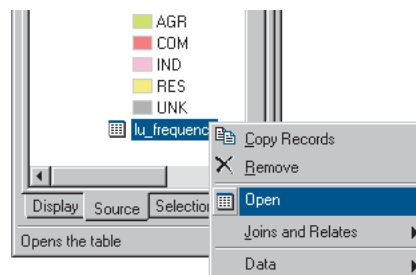 AGR
COM
IND
RES
UNK
lu_frequenc
Copy Records
Remove
Open
Joins and Relates
Data
Display Source Selection
Opens the table